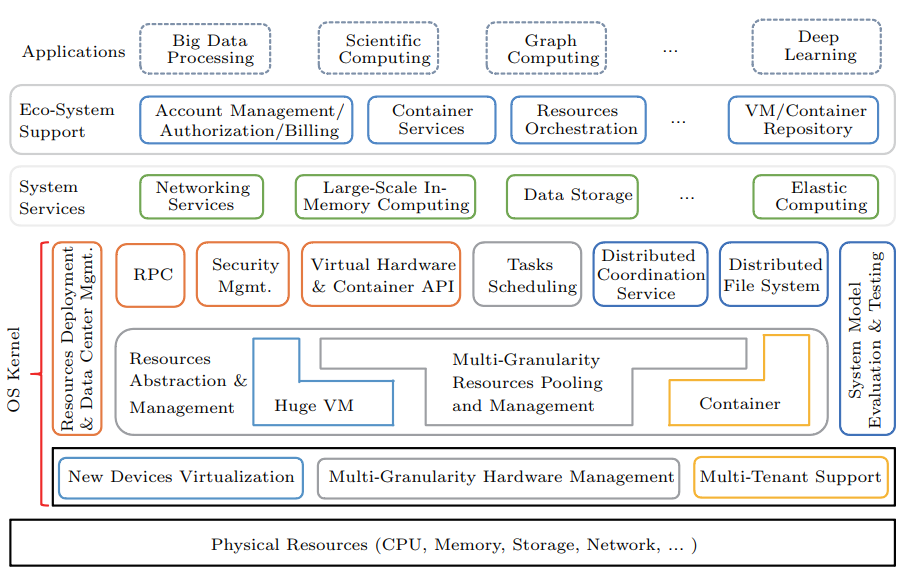 Applications
Big Data
Processing
Scientific
Computing
Graph
Computing
...
Deep
Learning
Eco-System
Support
Account Management/
Authorization/Billing
Container
Services
Resources
Orchestration
...
VM/Container
Repository
System
Services
Networking
Services
Large-Scale In-
Memory Computing
Data Storage
...
Elastic
Computing
OS Kernel
Resources Deployment
& Data Center Mgmt.
RPC
Security
Mgmt.
Virtual Hardware
& Container API
Tasks
Scheduling
Distributed
Coordination
Service
Distributed
File System
System Model
Evaluation & Testing
Resources
Abstraction &
Management
Huge VM
Multi-Granularity
Resources Pooling
and Management
Container
New Devices Virtualization
Multi-Granularity Hardware Management
Multi-Tenant Support
Physical Resources (CPU, Memory, Storage, Network, ... )